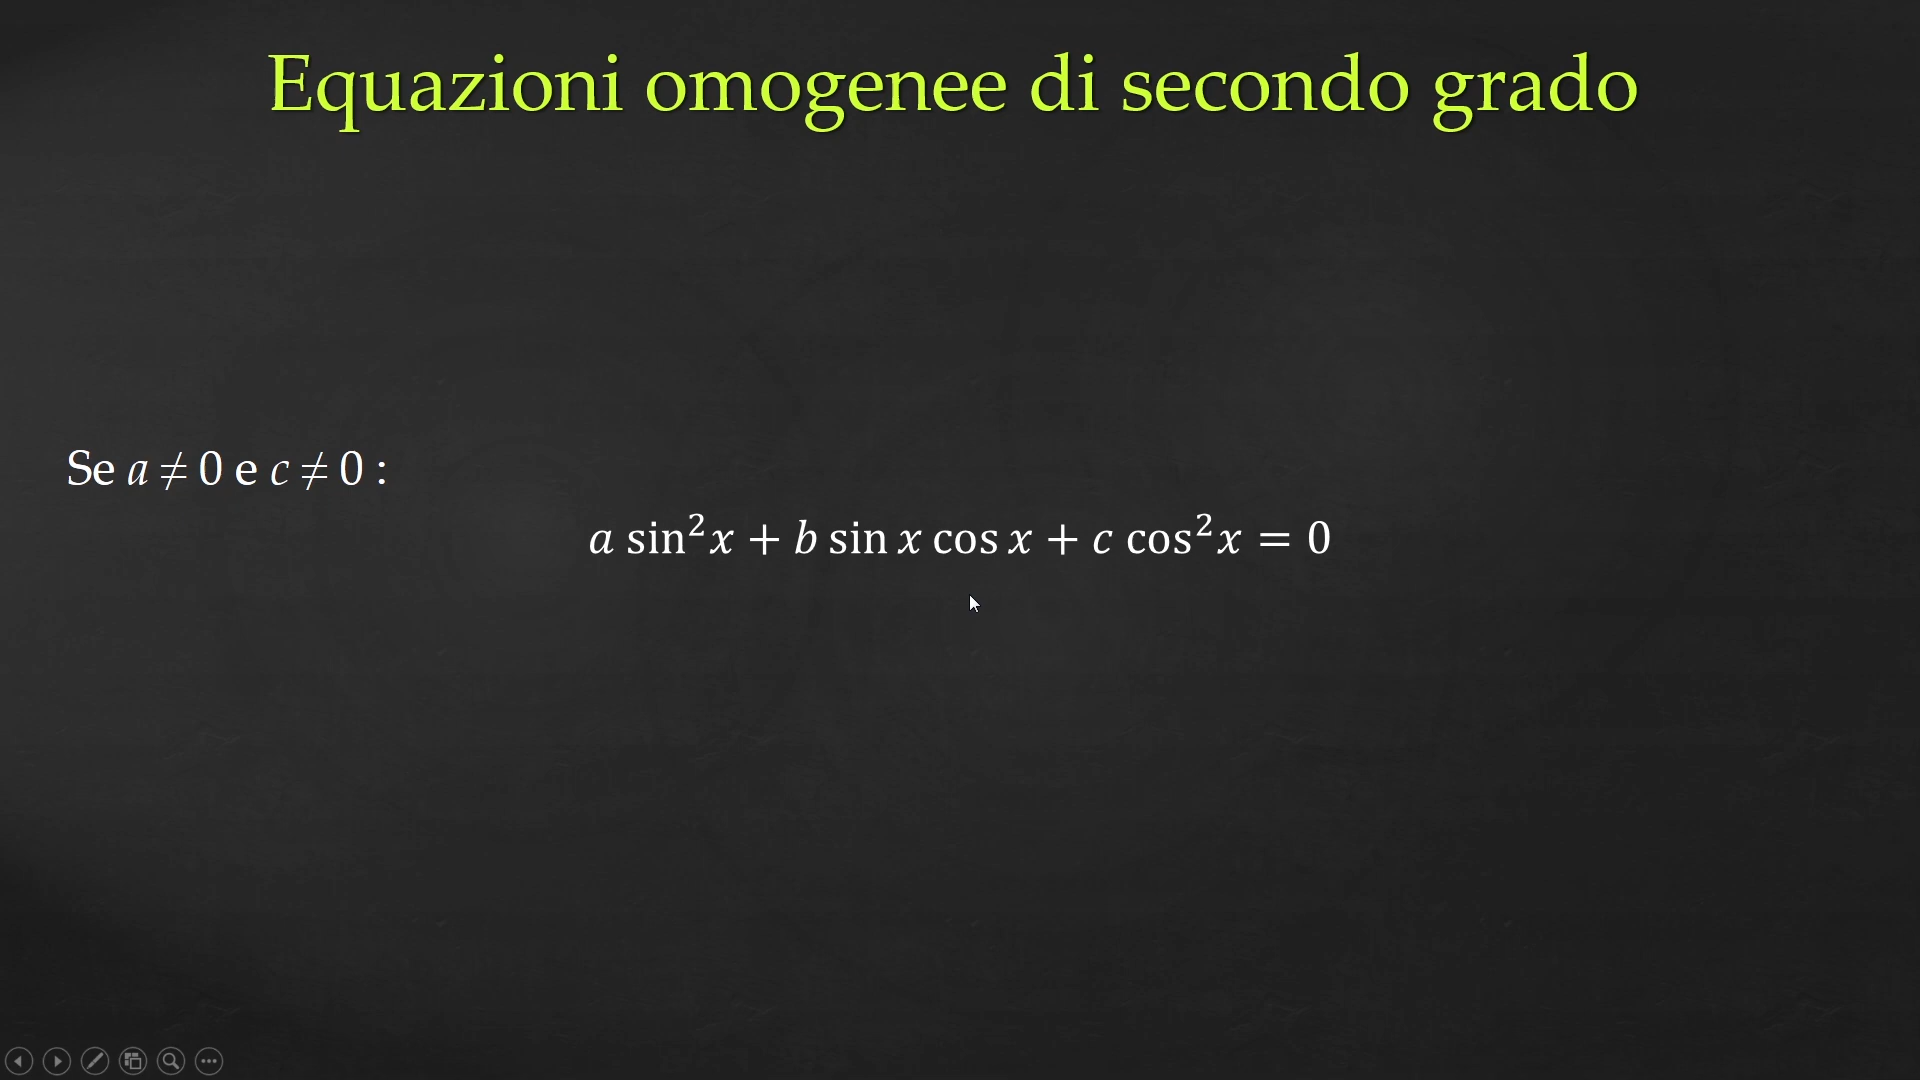 Equazioni omogenee di secondo grado
Se a ≠ 0 e c ≠ 0 :
a sin²x + b sin x cos x + c cos²x = 0